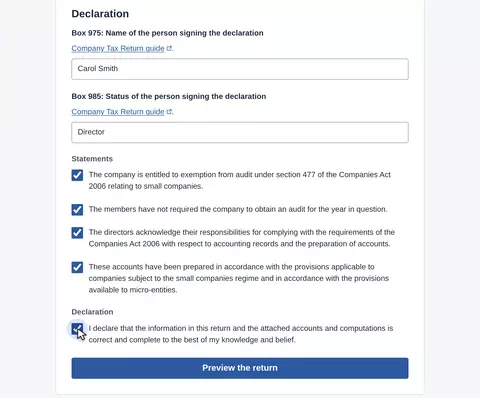 Declaration
Box 975: Name of the person signing the declaration
Company Tax Return guide.
Carol Smith
Box 985: Status of the person signing the declaration
Company Tax Return guide.
Director
Statements
The company is entitled to exemption from audit under section 477 of the Companies Act
2006 relating to small companies.
The members have not required the company to obtain an audit for the year in question.
The directors acknowledge their responsibilities for complying with the requirements of the
Companies Act 2006 with respect to accounting records and the preparation of accounts.
These accounts have been prepared in accordance with the provisions applicable to
companies subject to the small companies regime and in accordance with the provisions
available to micro-entities.
Declaration
I declare that the information in this return and the attached accounts and computations is
correct and complete to the best of my knowledge and belief.
Preview the return